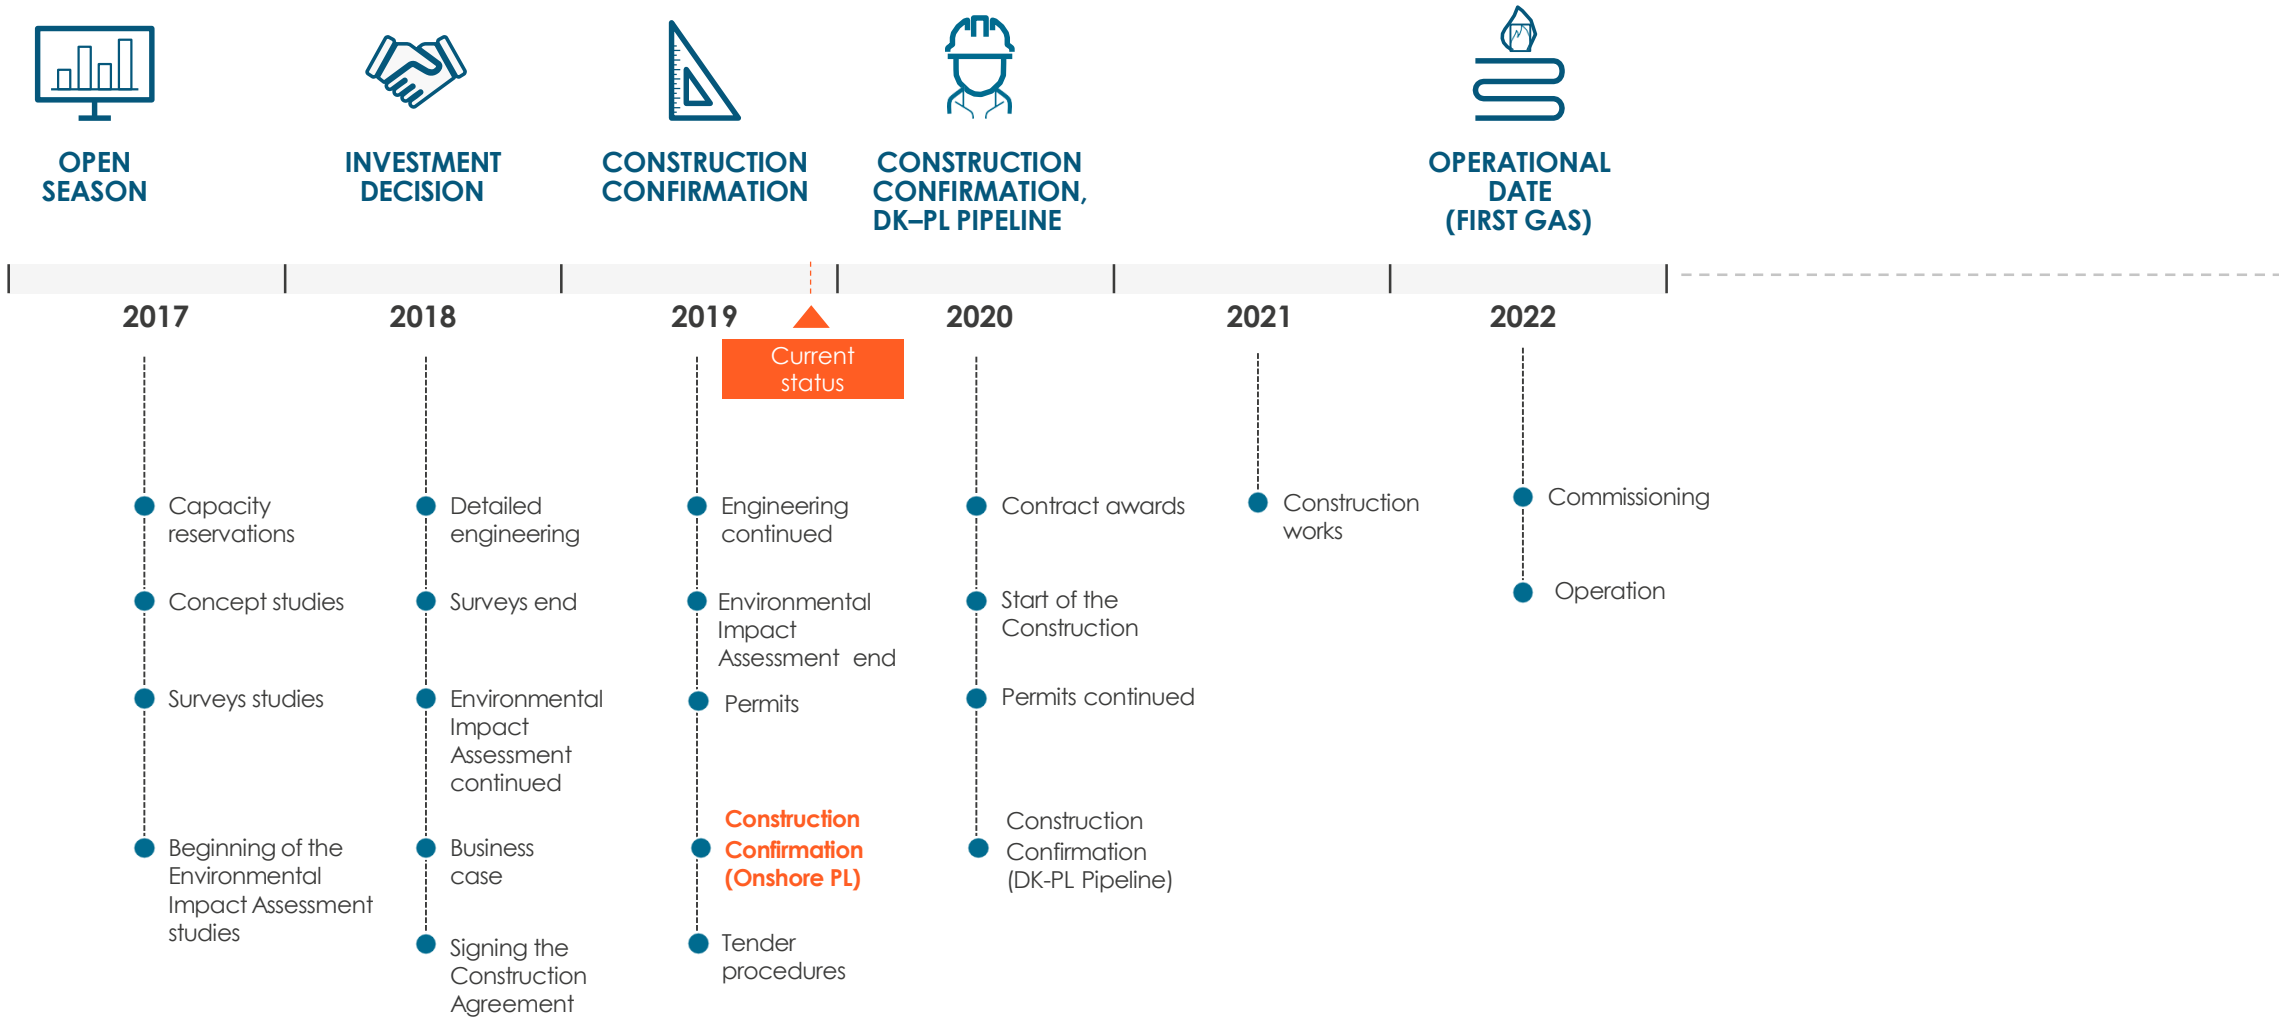 OPEN
SEASON
INVESTMENT
DECISION
CONSTRUCTION
CONFIRMATION
CONSTRUCTION
CONFIRMATION,
DK–PL PIPELINE
OPERATIONAL
DATE
(FIRST GAS)
2017
2018
2019
2020
2021
2022
Current
status
Capacity
reservations
Concept studies
Surveys studies
Beginning of the
Environmental
Impact Assessment
studies
Detailed
engineering
Surveys end
Environmental
Impact
Assessment
continued
Business
case
Signing the
Construction
Agreement
Engineering
continued
Environmental
Impact
Assessment end
Permits
Construction
Confirmation
(Onshore PL)
Tender
procedures
Contract awards
Start of the
Construction
Permits continued
Construction
Confirmation
(DK-PL Pipeline)
Construction
works
Commissioning
Operation